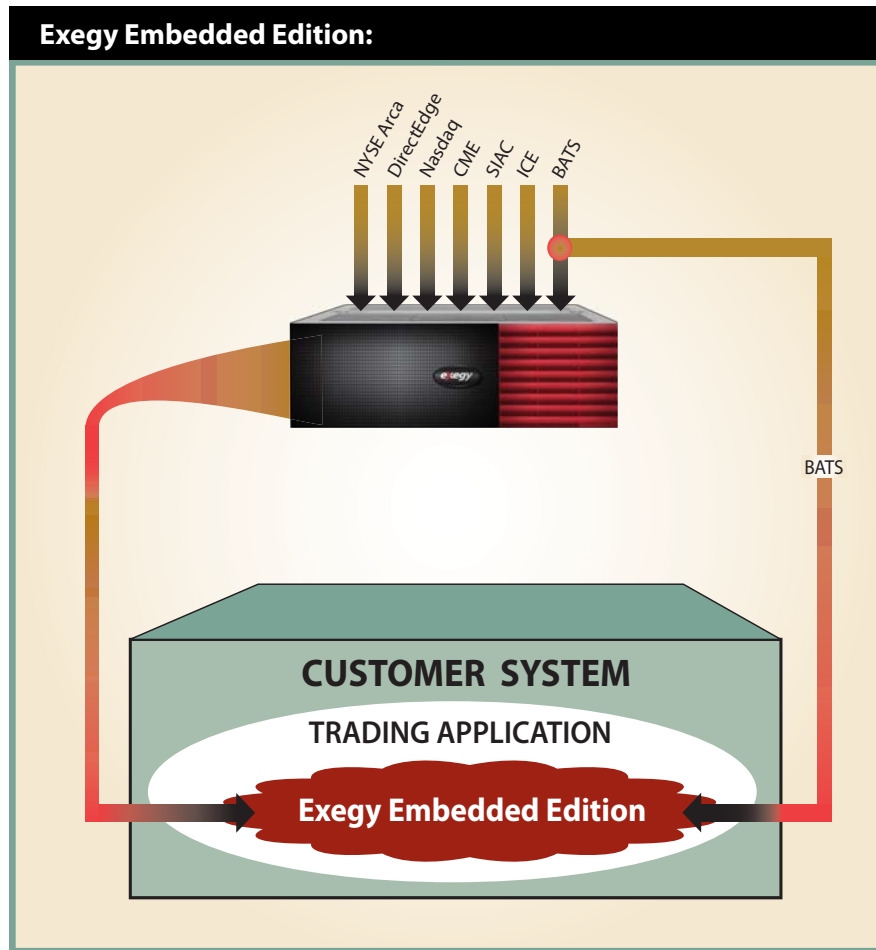 Exegy Embedded Edition:
NYSE Arca
DirectEdge
Nasdaq
CME
SIAC
ICE
BATS
exegy
BATS
CUSTOMER SYSTEM
TRADING APPLICATION
Exegy Embedded Edition